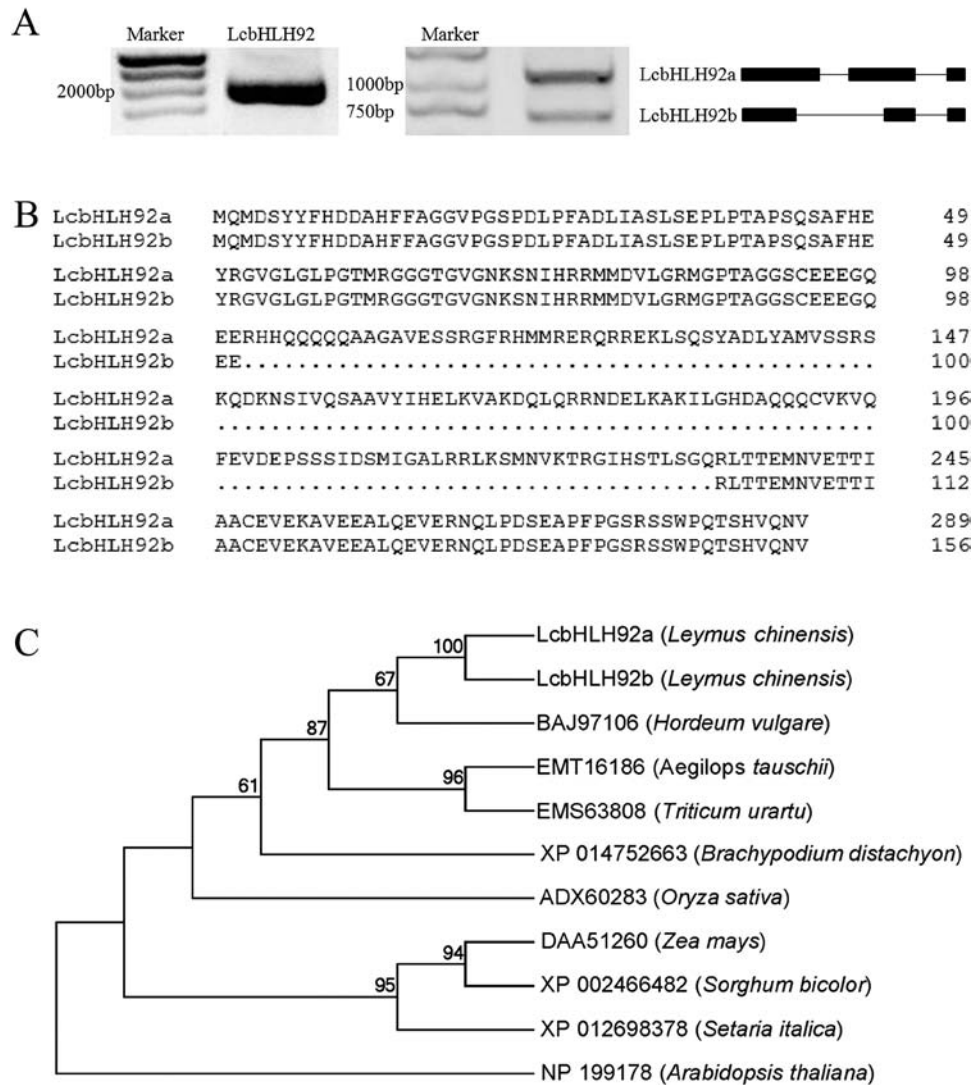 A
Marker LcbHLH92
2000bp
Marker
1000bp
750bp
LcbHLH92a
LcbHLH92b
B
LcbHLH92a MQMDSYYFHDDAHFFAGGVPGSPDLPFADLIASLSEPLPTAPSQSAFHE 49
LcbHLH92b MQMDSYYFHDDAHFFAGGVPGSPDLPFADLIASLSEPLPTAPSQSAFHE 49
LcbHLH92a YRGVGLGLPGTMRGGGTGVGNKSNIHRRMMDVLGRMGPTAGGSCEEEGQ 98
LcbHLH92b YRGVGLGLPGTMRGGGTGVGNKSNIHRRMMDVLGRMGPTAGGSCEEEGQ 98
LcbHLH92a EERHHQQQQQAAGAVESSRGFRHMMRERQRREKLSQSYADLYAMVSSRS 147
LcbHLH92b EE............................................... 100
LcbHLH92a KQDKNSIVQSAAVYIHELKVAKDQLQRRNDELKAKILGHDAQQQCVKVQ 196
LcbHLH92b ................................................. 100
LcbHLH92a FEVDEPSSSIDSMIGALRRLKSMNVKTRGIHSTLSGQRLTTEMNVETTI 245
LcbHLH92b .....................................RLTTEMNVETTI 112
LcbHLH92a AACEVEKAVEEALQEVERNQLPDSEAPFPGSRSSWPQTSHVQNV 289
LcbHLH92b AACEVEKAVEEALQEVERNQLPDSEAPFPGSRSSWPQTSHVQNV 156
C
LcbHLH92a (Leymus chinensis)
100
LcbHLH92b (Leymus chinensis)
67
BAJ97106 (Hordeum vulgare)
87
EMT16186 (Aegilops tauschii)
96
EMS63808 (Triticum urartu)
61
XP 014752663 (Brachypodium distachyon)
ADX60283 (Oryza sativa)
DAA51260 (Zea mays)
94
XP 002466482 (Sorghum bicolor)
95
XP 012698378 (Setaria italica)
NP 199178 (Arabidopsis thaliana)